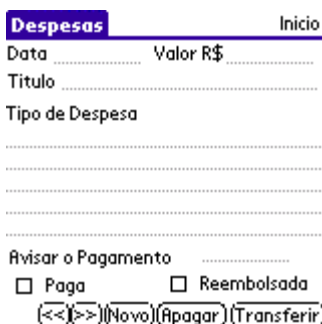 Despesas Inicio
Data Valor R$
Titulo
Tipo de Despesa
Avisar o Pagamento
Paga Reembolsada
<< >> Novo Apagar Transferir